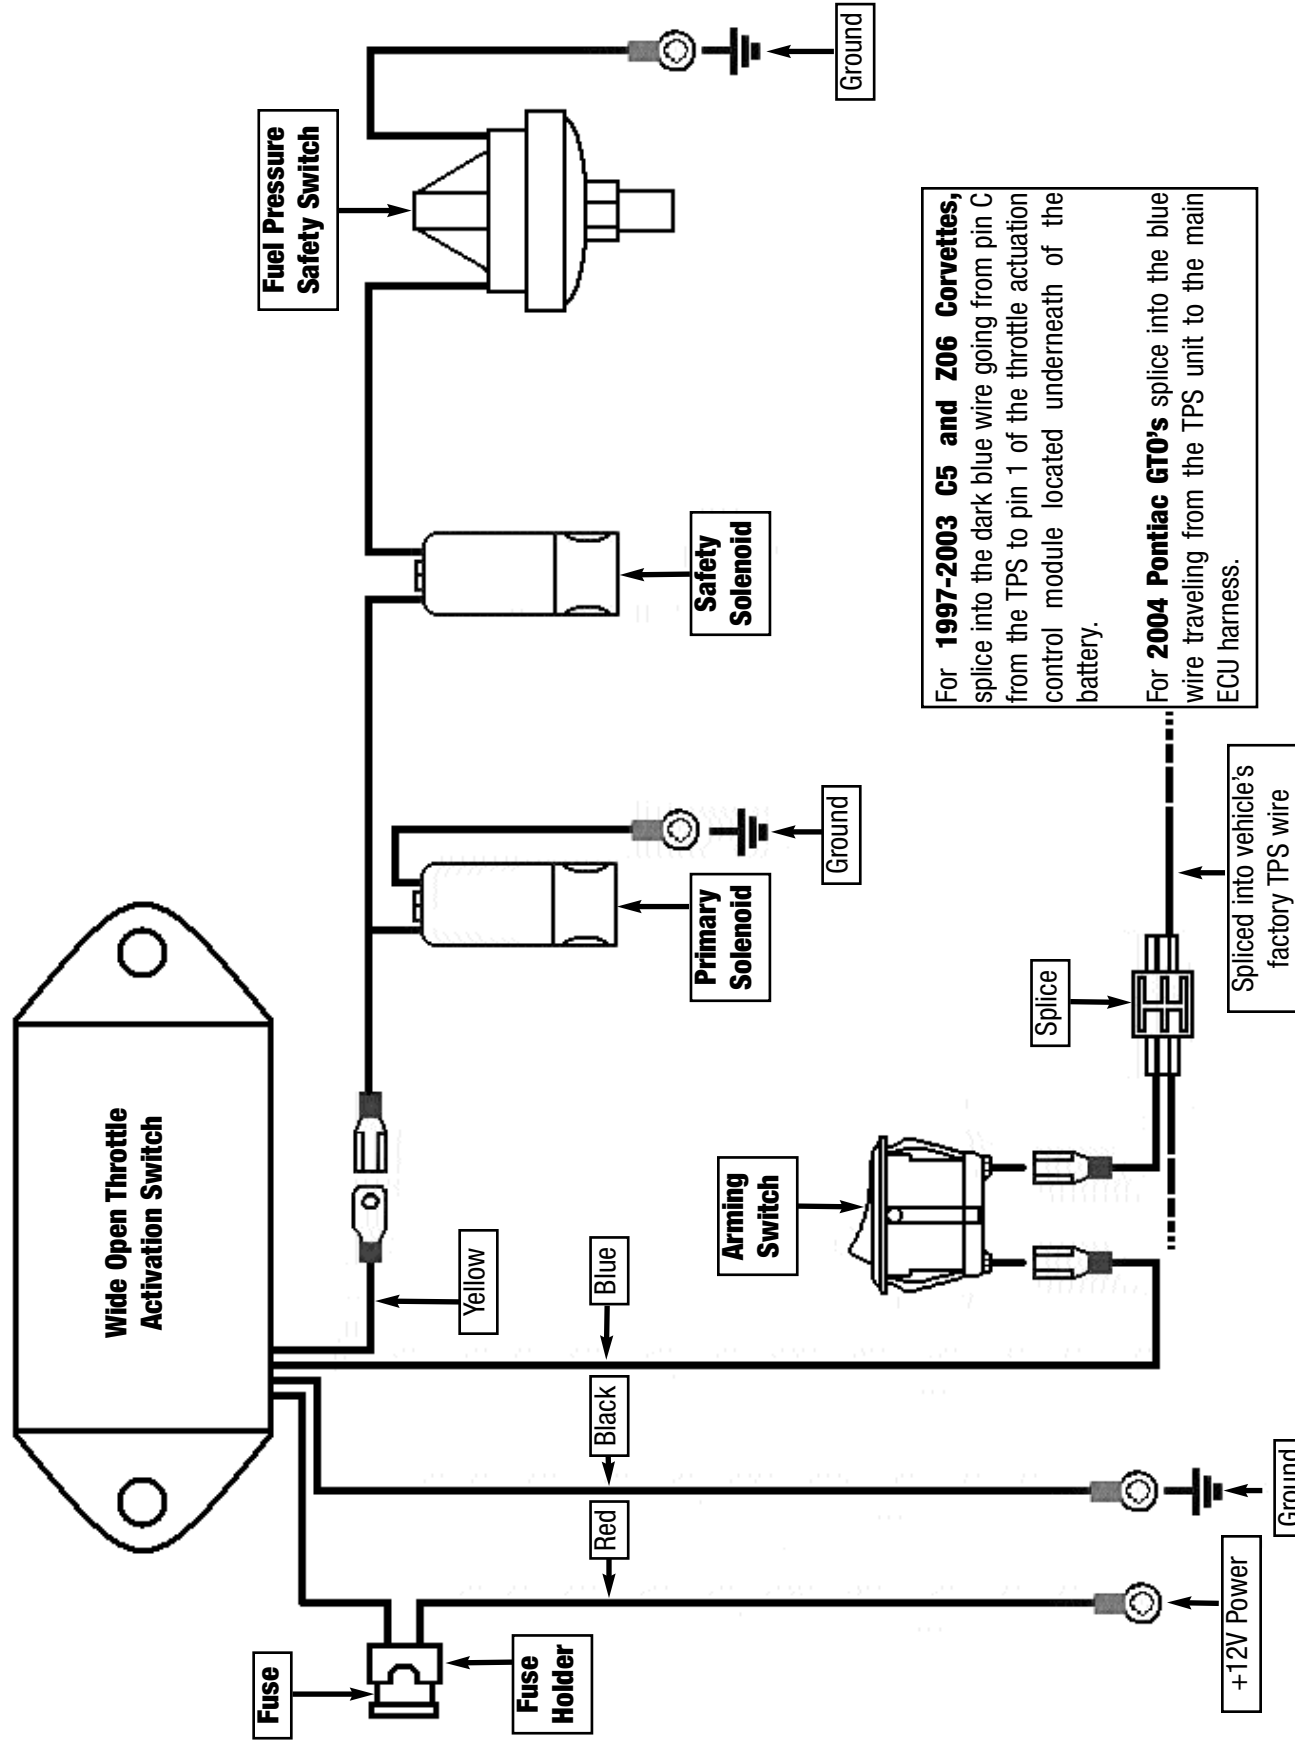 Wide Open Throttle
Activation Switch
Fuse
Fuel Pressure
Safety Switch
Yellow
Fuse
Holder
Red
Black
Blue
Arming
Switch
Primary
Solenoid
Safety
Solenoid
Ground
Ground
Splice
For 1997-2003 C5 and Z06 Corvettes,
splice into the dark blue wire going from pin C
from the TPS to pin 1 of the throttle actuation
control module located underneath of the
battery.
For 2004 Pontiac GTO's splice into the blue
wire traveling from the TPS unit to the main
ECU harness.
+12V Power
Ground
Spliced into vehicle's
factory TPS wire